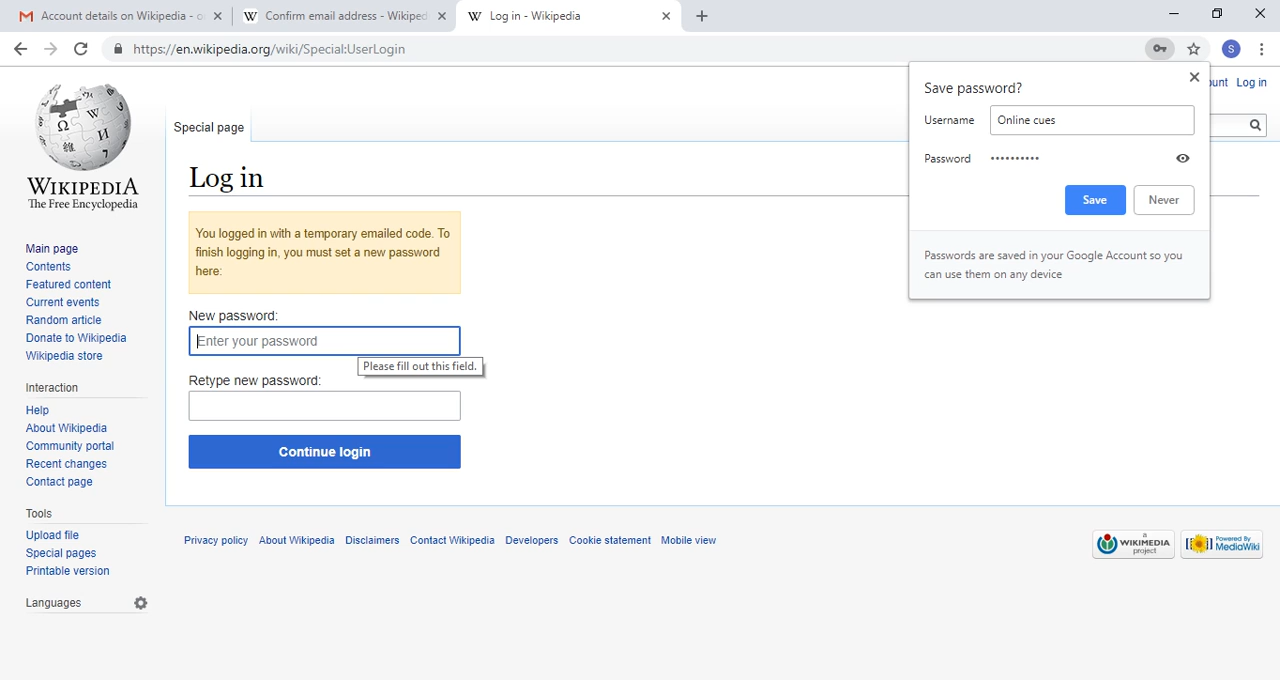 Account details on Wikipedia - o
Confirm email address - Wikiped
Log in - Wikipedia
https://en.wikipedia.org/wiki/Special:UserLogin
S
Log in
Save password?
Username
Online cues
Password
••••••••••
Save
Never
Passwords are saved in your Google Account so you
can use them on any device
WIKIPEDIA
The Free Encyclopedia
Main page
Contents
Featured content
Current events
Random article
Donate to Wikipedia
Wikipedia store
Interaction
Help
About Wikipedia
Community portal
Recent changes
Contact page
Tools
Upload file
Special pages
Printable version
Languages
Special page
Log in
You logged in with a temporary emailed code. To
finish logging in, you must set a new password
here:
New password:
Enter your password
Please fill out this field.
Retype new password:
Continue login
Privacy policy About Wikipedia Disclaimers Contact Wikipedia Developers Cookie statement Mobile view
a
WIKIMEDIA
project
Powered By
MediaWiki